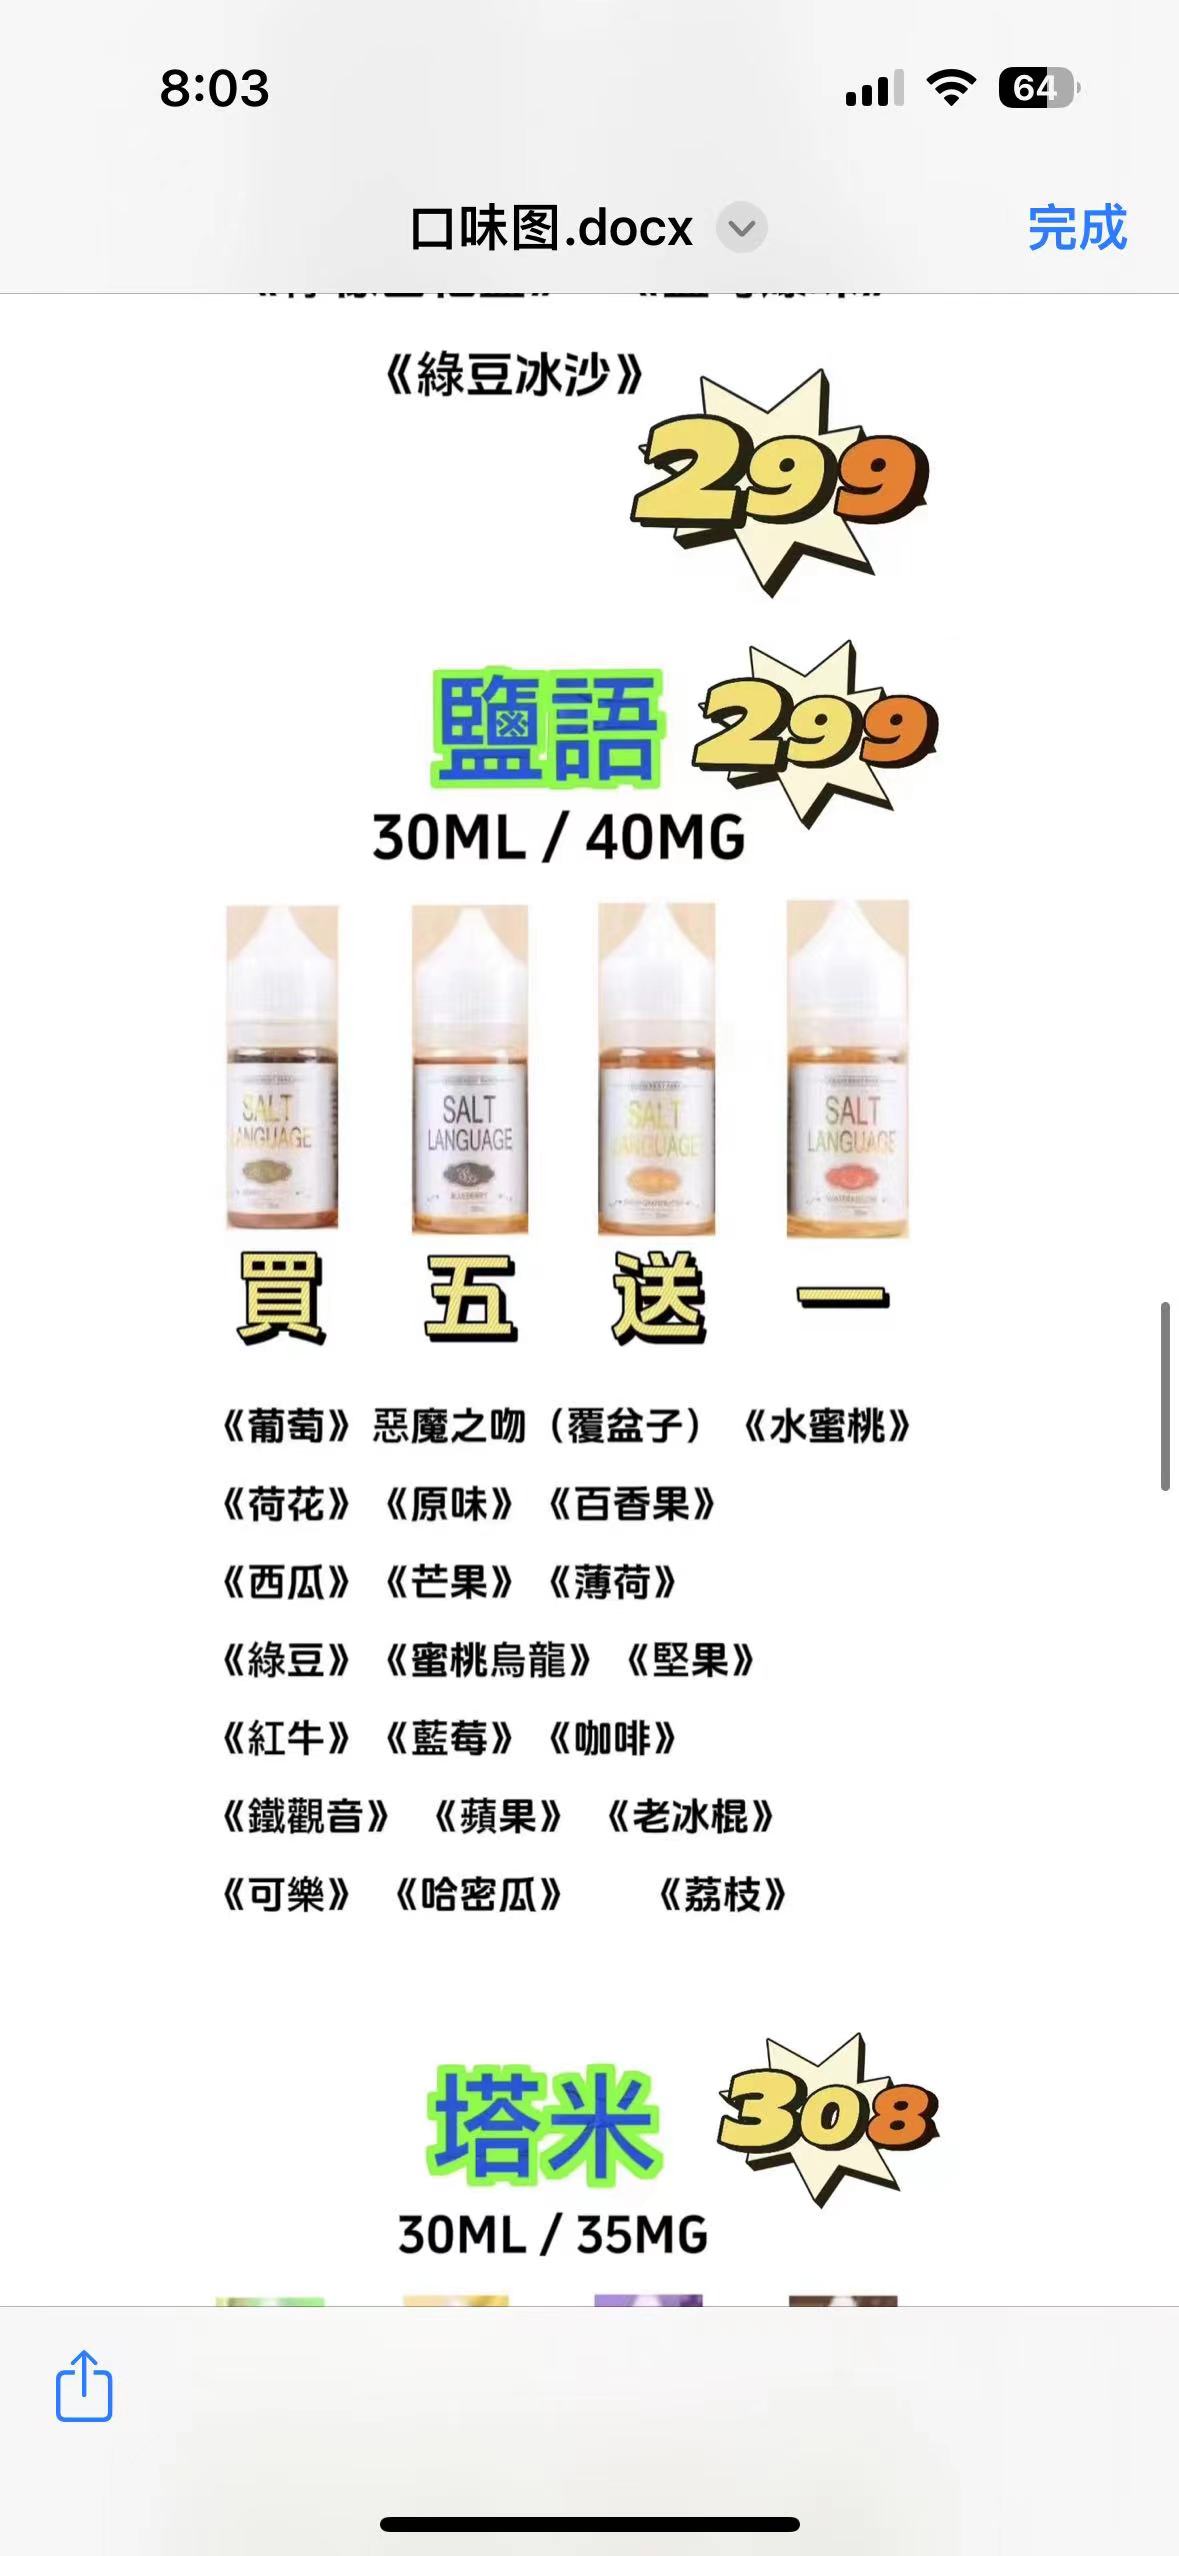 8:03
64
口味图.docx
完成
《綠豆冰沙》
299
鹽語 299
30ML / 40MG
SALT LANGUAGE
SALT LANGUAGE
BLUEBERRY
SALT LANGUAGE
SALT LANGUAGE
WATERMELON
買 五 送 一
《葡萄》 惡魔之吻（覆盆子） 《水蜜桃》
《荷花》 《原味》 《百香果》
《西瓜》 《芒果》 《薄荷》
《綠豆》 《蜜桃烏龍》 《堅果》
《紅牛》 《藍莓》 《咖啡》
《鐵觀音》 《蘋果》 《老冰棍》
《可樂》 《哈密瓜》 《荔枝》
塔米 308
30ML / 35MG